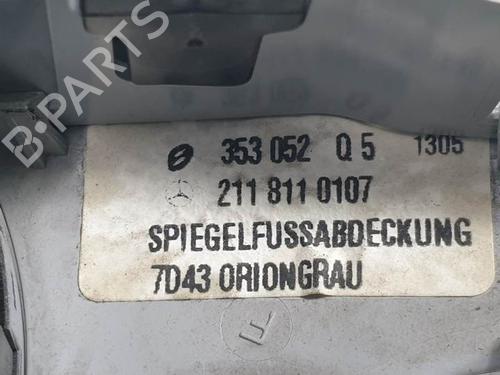 B-PARTS
353 052 Q 5 1305
211 811 0107
SPIEGELFUSSABDECKUNG
7D43 ORIONGRAU